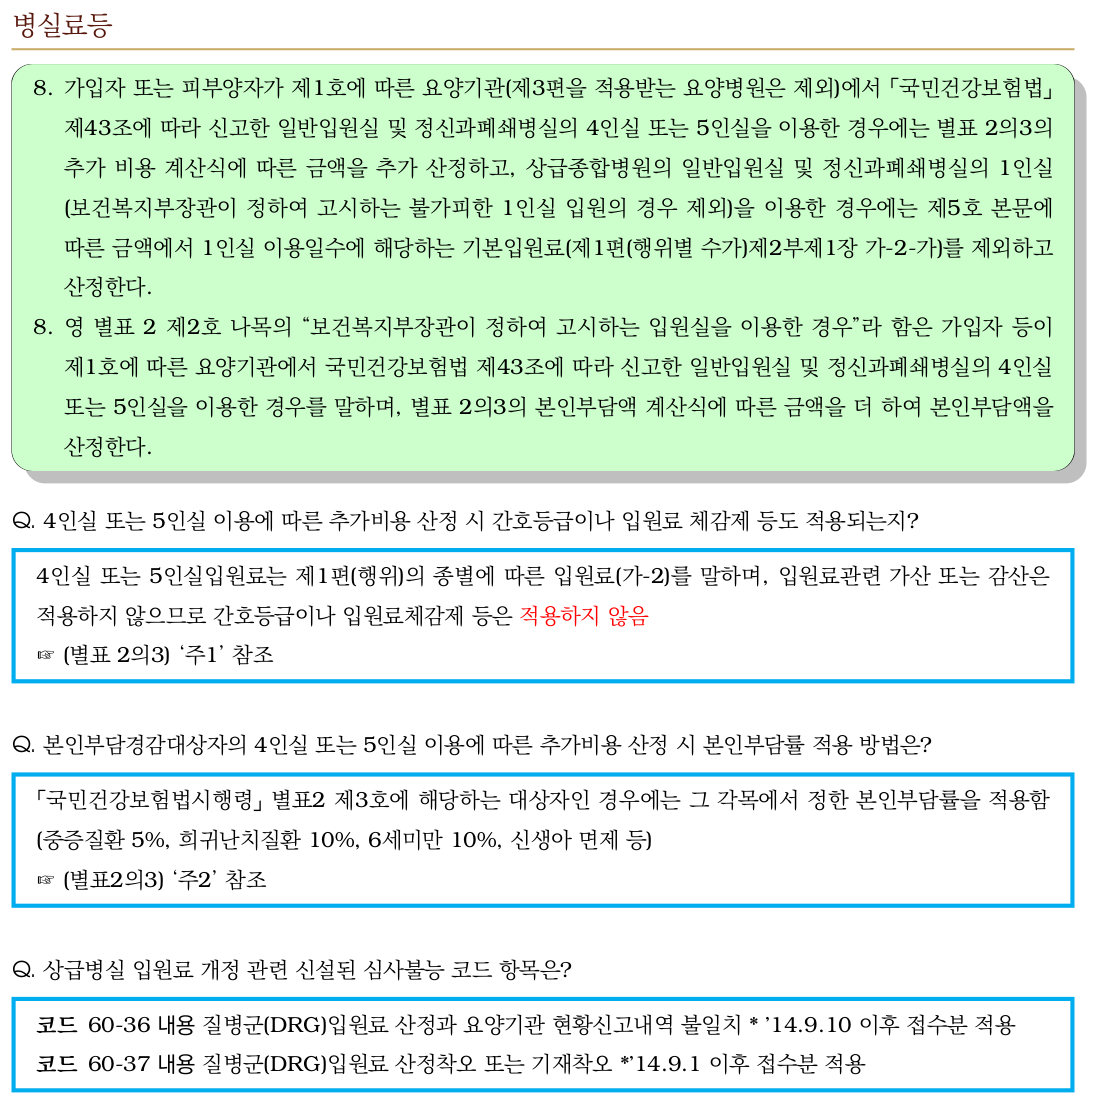 병실료등
8. 가입자 또는 피부양자가 제1호에 따른 요양기관(제3편을 적용받는 요양병원은 제외)에서 「국민건강보험법」
제43조에 따라 신고한 일반입원실 및 정신과폐쇄병실의 4인실 또는 5인실을 이용한 경우에는 별표 2의3의
추가 비용 계산식에 따른 금액을 추가 산정하고, 상급종합병원의 일반입원실 및 정신과폐쇄병실의 1인실
(보건복지부장관이 정하여 고시하는 불가피한 1인실 입원의 경우 제외)을 이용한 경우에는 제5호 본문에
따른 금액에서 1인실 이용일수에 해당하는 기본입원료(제1편(행위별 수가)제2부제1장 가-2-가)를 제외하고
산정한다.
8. 영 별표 2 제2호 나목의 “보건복지부장관이 정하여 고시하는 입원실을 이용한 경우”라 함은 가입자 등이
제1호에 따른 요양기관에서 국민건강보험법 제43조에 따라 신고한 일반입원실 및 정신과폐쇄병실의 4인실
또는 5인실을 이용한 경우를 말하며, 별표 2의3의 본인부담액 계산식에 따른 금액을 더 하여 본인부담액을
산정한다.
Q. 4인실 또는 5인실 이용에 따른 추가비용 산정 시 간호등급이나 입원료 체감제 등도 적용되는지?
4인실 또는 5인실입원료는 제1편(행위)의 종별에 따른 입원료(가-2)를 말하며, 입원료관련 가산 또는 감산은
적용하지 않으므로 간호등급이나 입원료체감제 등은 적용하지 않음
☞ (별표 2의3) ‘주1’ 참조
Q. 본인부담경감대상자의 4인실 또는 5인실 이용에 따른 추가비용 산정 시 본인부담률 적용 방법은?
「국민건강보험법시행령」 별표2 제3호에 해당하는 대상자인 경우에는 그 각목에서 정한 본인부담률을 적용함
(중증질환 5%, 희귀난치질환 10%, 6세미만 10%, 신생아 면제 등)
☞ (별표2의3) ‘주2’ 참조
Q. 상급병실 입원료 개정 관련 신설된 심사불능 코드 항목은?
코드 60-36 내용 질병군(DRG)입원료 산정과 요양기관 현황신고내역 불일치 * ’14.9.10 이후 접수분 적용
코드 60-37 내용 질병군(DRG)입원료 산정착오 또는 기재착오 *’14.9.1 이후 접수분 적용